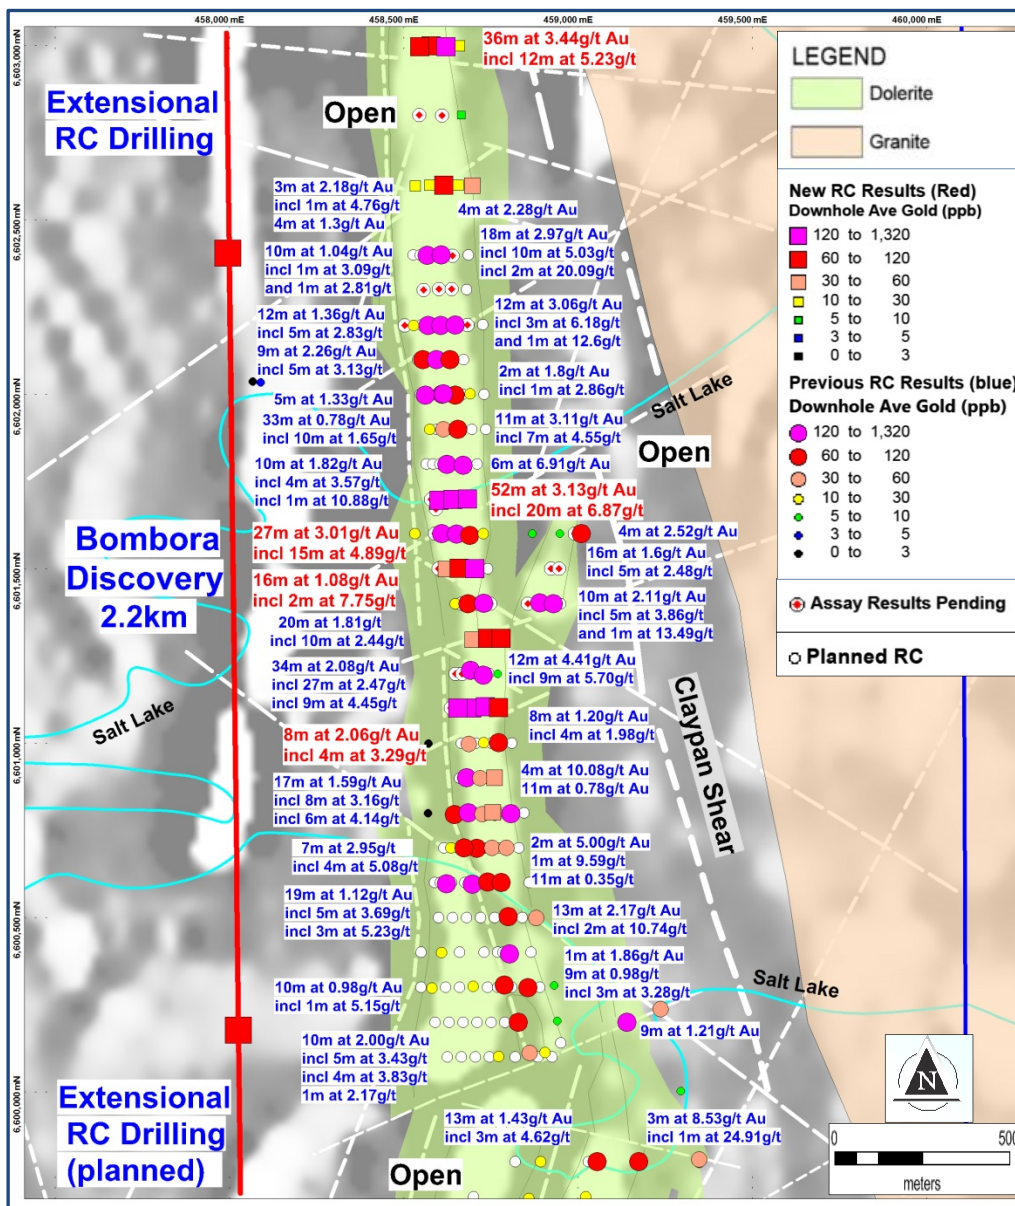 458,000 mE
458,500 mE
459,000 mE
459,500 mE
460,000 mE
6,603,000 mN
6,602,500 mN
6,602,000 mN
6,601,500 mN
6,601,000 mN
6,600,500 mN
6,600,000 mN
Extensional
RC Drilling
Open
36m at 3.44g/t Au
incl 12m at 5.23g/t
3m at 2.18g/t Au
incl 1m at 4.76g/t
4m at 1.3g/t Au
4m at 2.28g/t Au
10m at 1.04g/t Au
incl 1m at 3.09g/t
and 1m at 2.81g/t
18m at 2.97g/t Au
incl 10m at 5.03g/t
incl 2m at 20.09g/t
12m at 1.36g/t Au
incl 5m at 2.83g/t
9m at 2.26g/t Au
incl 5m at 3.13g/t
12m at 3.06g/t Au
incl 3m at 6.18g/t
and 1m at 12.6g/t
2m at 1.8g/t Au
incl 1m at 2.86g/t
5m at 1.33g/t Au
33m at 0.78g/t Au
incl 10m at 1.65g/t
11m at 3.11g/t Au
incl 7m at 4.55g/t
Salt Lake
Open
10m at 1.82g/t Au
incl 4m at 3.57g/t
incl 1m at 10.88g/t
6m at 6.91g/t Au
52m at 3.13g/t Au
incl 20m at 6.87g/t
Bombora
Discovery
2.2km
27m at 3.01g/t Au
incl 15m at 4.89g/t
4m at 2.52g/t Au
16m at 1.6g/t Au
incl 5m at 2.48g/t
16m at 1.08g/t Au
incl 2m at 7.75g/t
10m at 2.11g/t Au
incl 5m at 3.86g/t
and 1m at 13.49g/t
20m at 1.81g/t
incl 10m at 2.44g/t
34m at 2.08g/t Au
incl 27m at 2.47g/t
incl 9m at 4.45g/t
12m at 4.41g/t Au
incl 9m at 5.70g/t
Salt Lake
Claypan Shear
8m at 2.06g/t Au
incl 4m at 3.29g/t
8m at 1.20g/t Au
incl 4m at 1.98g/t
17m at 1.59g/t Au
incl 8m at 3.16g/t
incl 6m at 4.14g/t
4m at 10.08g/t Au
11m at 0.78g/t Au
7m at 2.95g/t
incl 4m at 5.08g/t
2m at 5.00g/t Au
1m at 9.59g/t
11m at 0.35g/t
19m at 1.12g/t Au
incl 5m at 3.69g/t
incl 3m at 5.23g/t
13m at 2.17g/t Au
incl 2m at 10.74g/t
1m at 1.86g/t Au
9m at 0.98g/t
incl 3m at 3.28g/t
Salt Lake
10m at 0.98g/t Au
incl 1m at 5.15g/t
9m at 1.21g/t Au
10m at 2.00g/t Au
incl 5m at 3.43g/t
incl 4m at 3.83g/t
1m at 2.17g/t
Extensional
RC Drilling
(planned)
13m at 1.43g/t Au
incl 3m at 4.62g/t
3m at 8.53g/t Au
incl 1m at 24.91g/t
Open
LEGEND
Dolerite
Granite
New RC Results (Red)
Downhole Ave Gold (ppb)
120 to 1,320
60 to 120
30 to 60
10 to 30
5 to 10
3 to 5
0 to 3
Previous RC Results (blue)
Downhole Ave Gold (ppb)
120 to 1,320
60 to 120
30 to 60
10 to 30
5 to 10
3 to 5
0 to 3
Assay Results Pending
Planned RC
N
0 500
meters